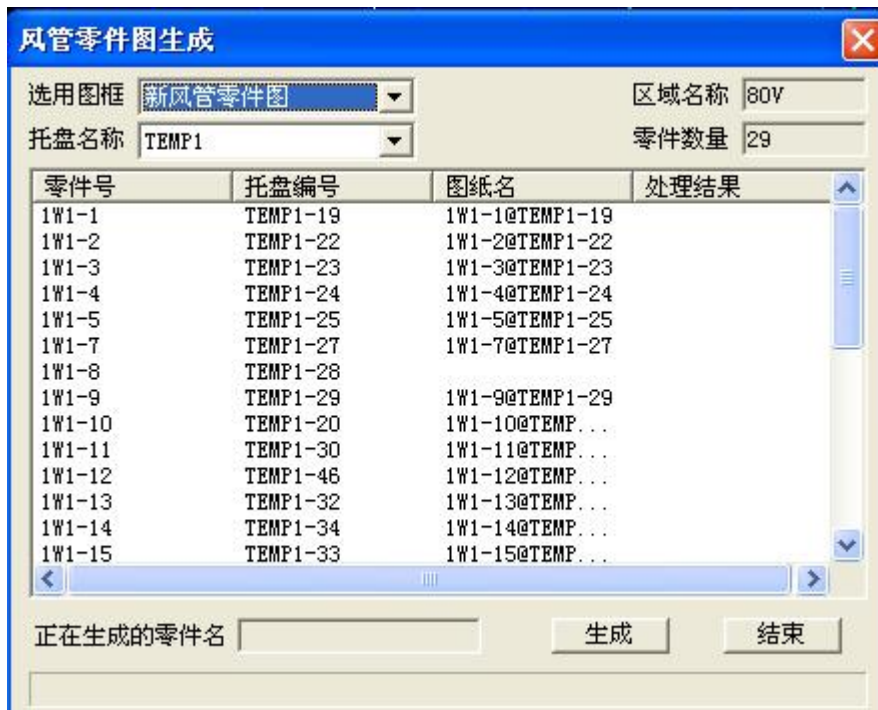 风管零件图生成
选用图框 新风管零件图 区域名称 80V
托盘名称 TEMP1 零件数量 29
零件号 托盘编号 图纸名 处理结果
1W1-1 TEMP1-19 1W1-1@TEMP1-19
1W1-2 TEMP1-22 1W1-2@TEMP1-22
1W1-3 TEMP1-23 1W1-3@TEMP1-23
1W1-4 TEMP1-24 1W1-4@TEMP1-24
1W1-5 TEMP1-25 1W1-5@TEMP1-25
1W1-7 TEMP1-27 1W1-7@TEMP1-27
1W1-8 TEMP1-28
1W1-9 TEMP1-29 1W1-9@TEMP1-29
1W1-10 TEMP1-20 1W1-10@TEMP...
1W1-11 TEMP1-30 1W1-11@TEMP...
1W1-12 TEMP1-46 1W1-12@TEMP...
1W1-13 TEMP1-32 1W1-13@TEMP...
1W1-14 TEMP1-34 1W1-14@TEMP...
1W1-15 TEMP1-33 1W1-15@TEMP...
正在生成的零件名 生成 结束